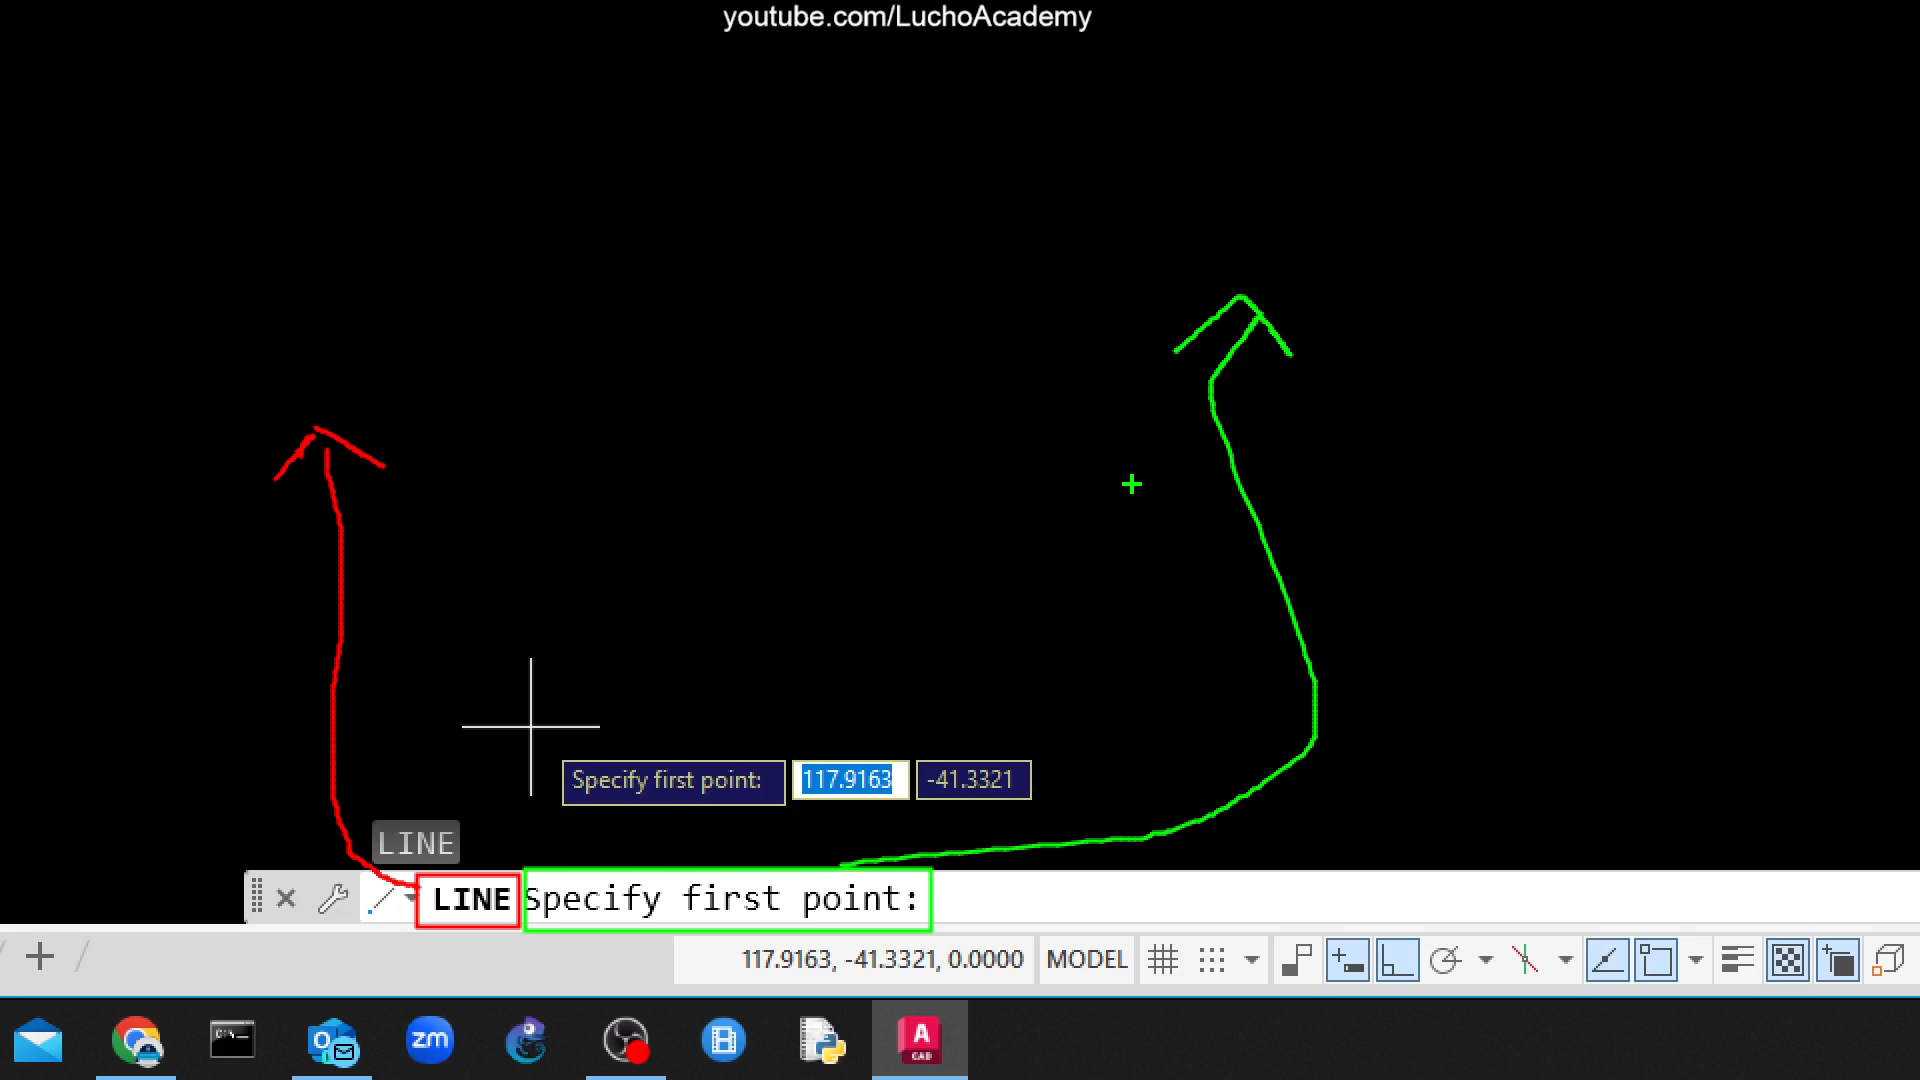 youtube.com/LuchoAcademy
Specify first point: 117.9163 -41.3321
LINE
LINE Specify first point:
117.9163, -41.3321, 0.0000 MODEL
zm
A
CAD